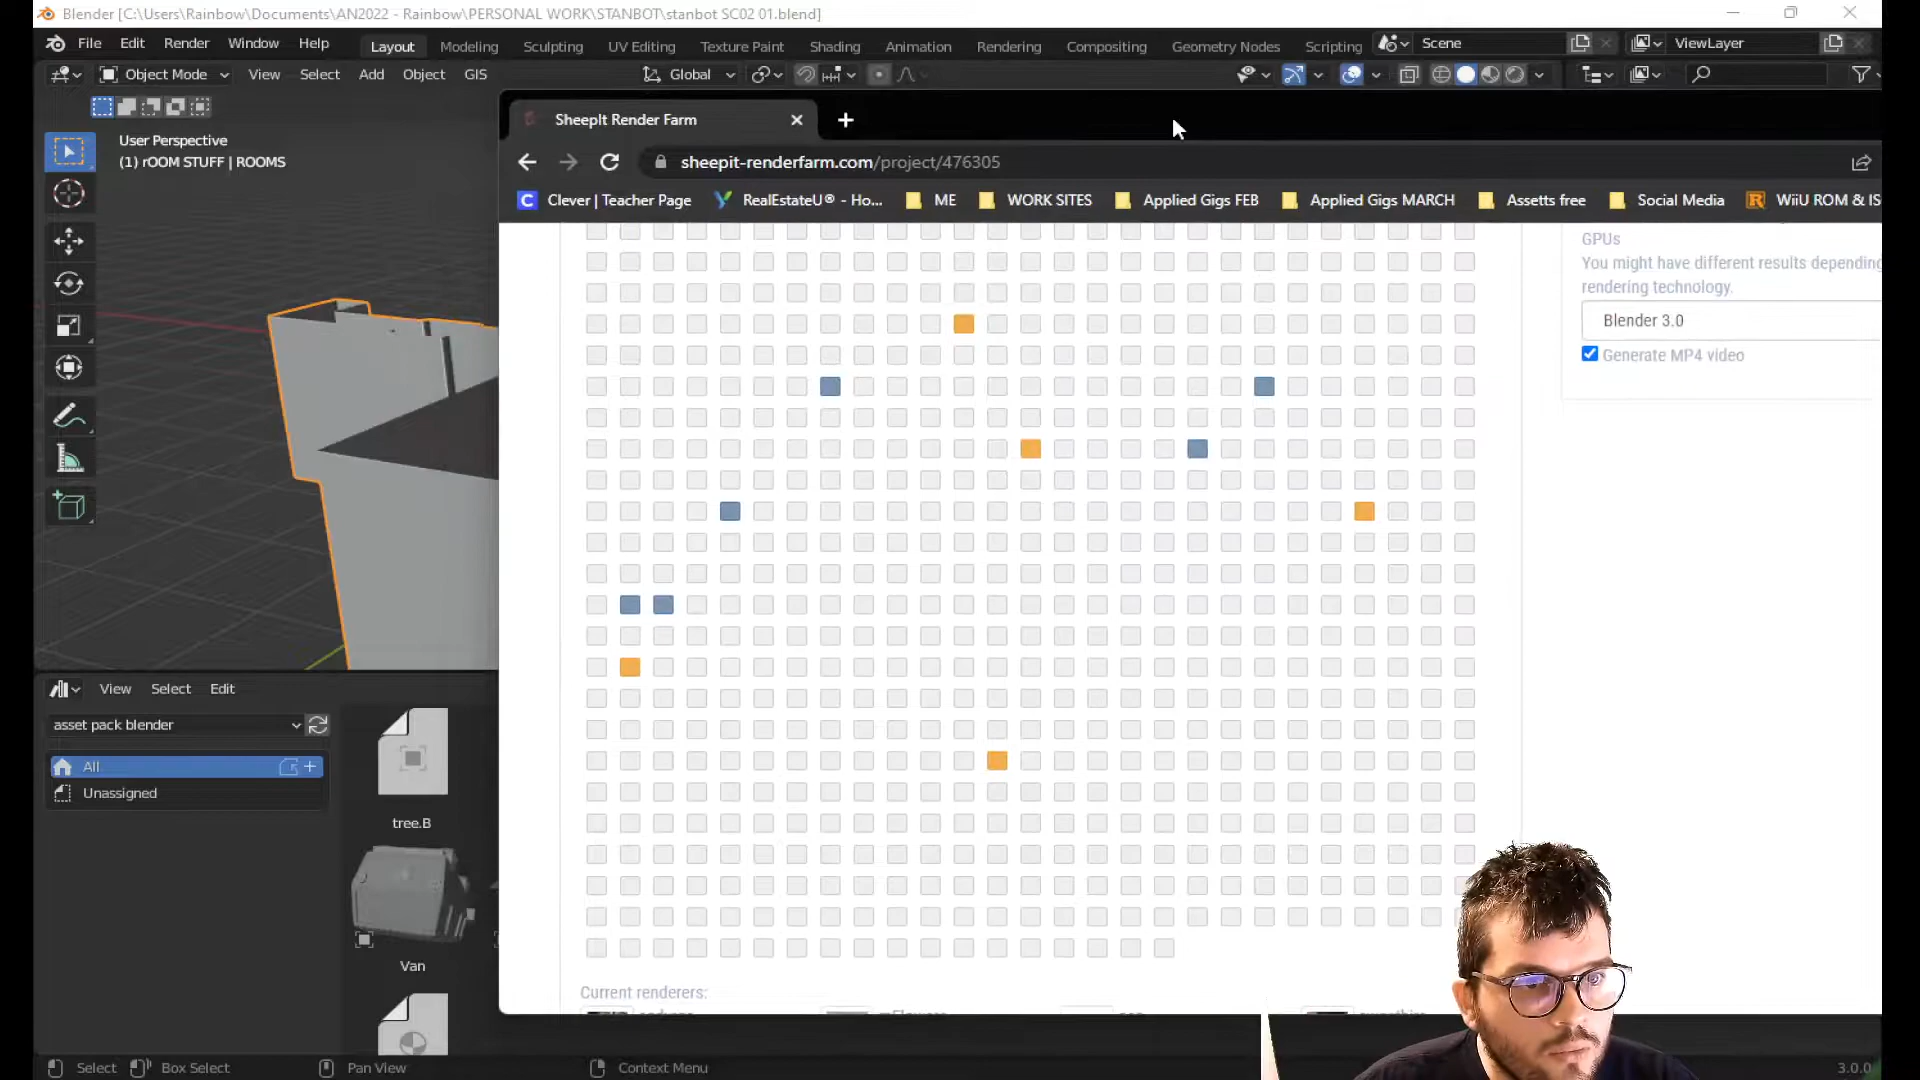 Blender [C:\Users\Rainbow\Documents\AN2022 - Rainbow\PERSONAL WORK\STANBOT\stanbot SC02 01.blend]
File Edit Render Window Help Layout Modeling Sculpting UV Editing Texture Paint Shading Animation Rendering Compositing Geometry Nodes Scripting Scene ViewLayer
Object Mode View Select Add Object GIS Global
User Perspective
(1) rOOM STUFF | ROOMS
SheepIt Render Farm
sheepit-renderfarm.com/project/476305
Clever | Teacher Page RealEstateU® - Ho... ME WORK SITES Applied Gigs FEB Applied Gigs MARCH Assetts free Social Media WiiU ROM & IS
GPUs
You might have different results depending
rendering technology.
Blender 3.0
Generate MP4 video
View Select Edit
asset pack blender
All
Unassigned
tree.B
Van
Current renderers:
Select Box Select Pan View Context Menu 3.0.0